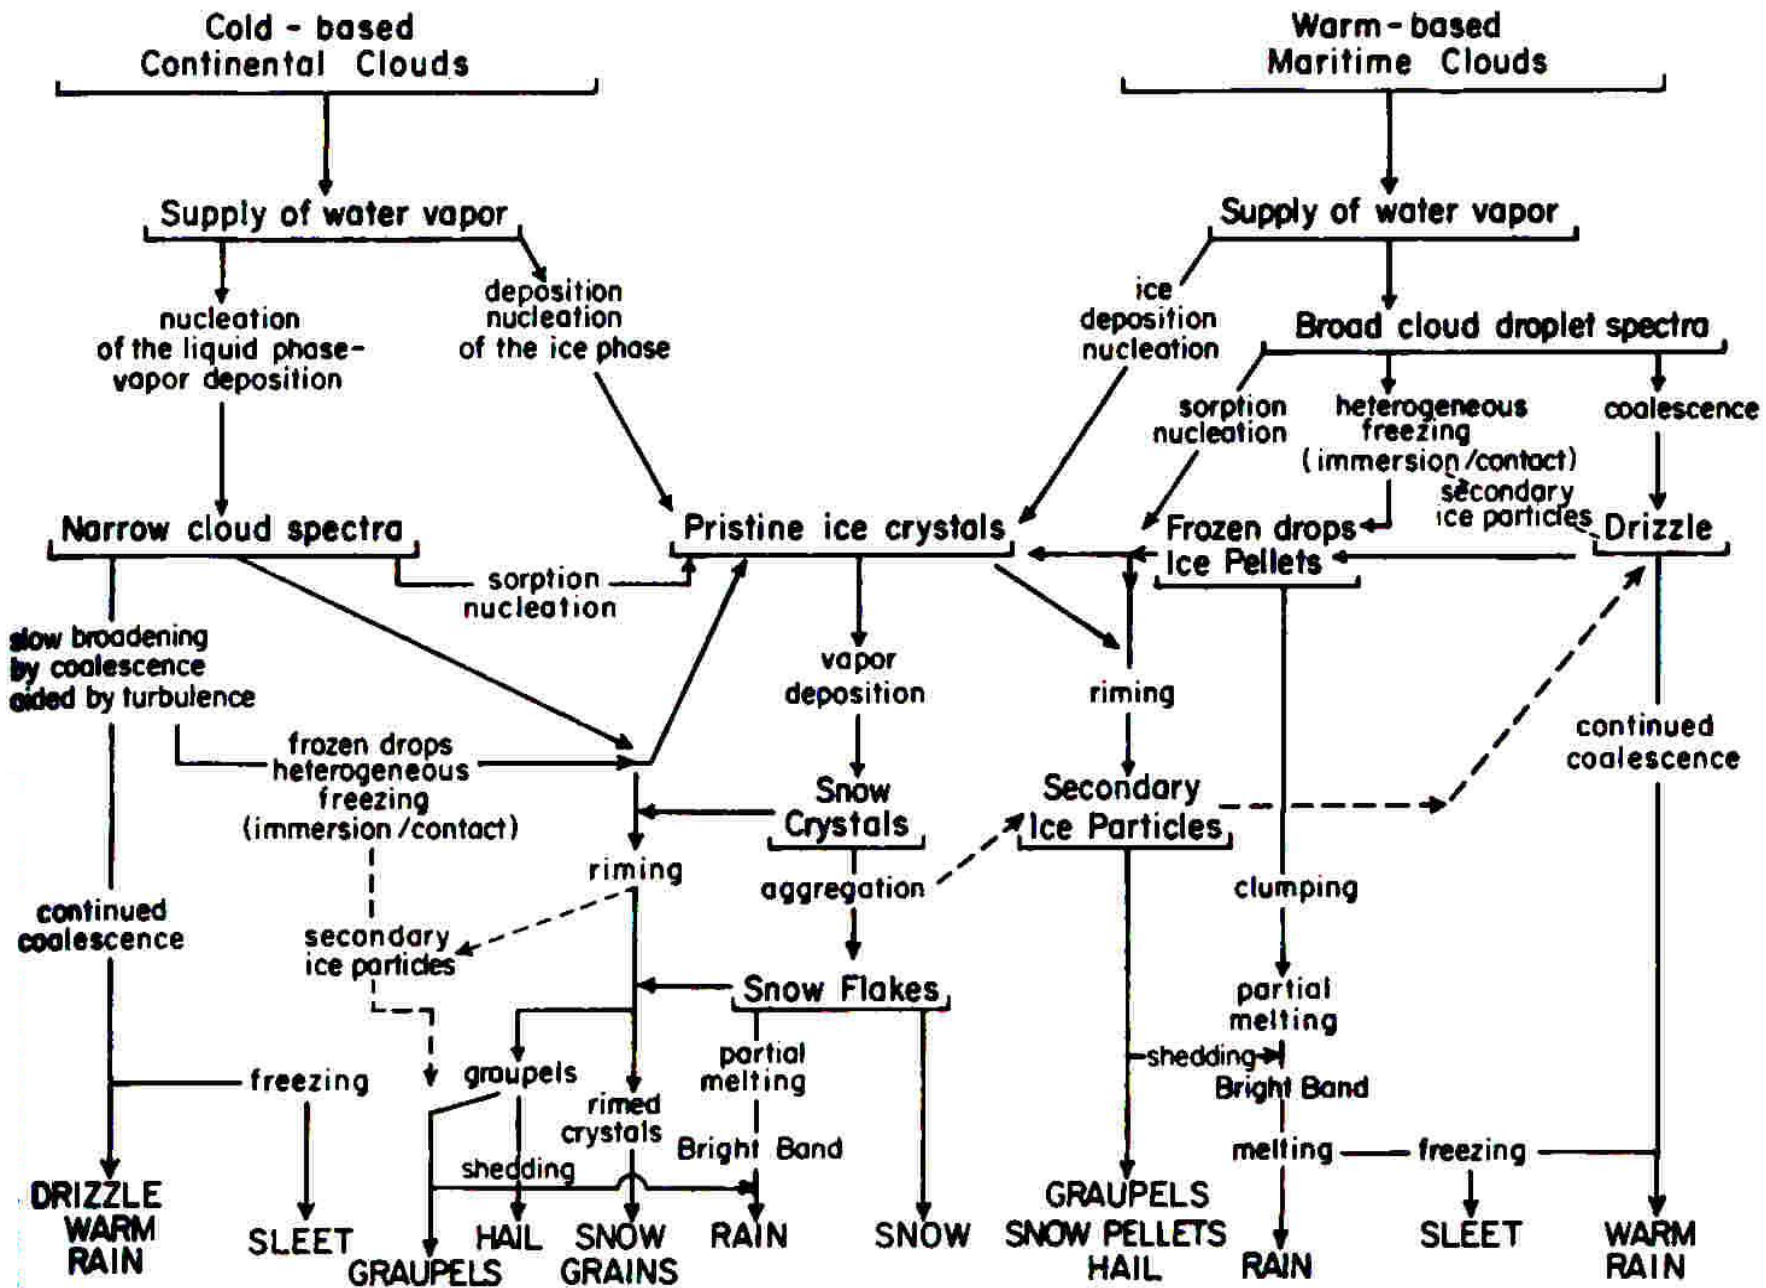 Cold - based
Continental Clouds
Warm - based
Maritime Clouds
Supply of water vapor
Supply of water vapor
nucleation
of the liquid phase-
vapor deposition
deposition
nucleation
of the ice phase
ice
deposition
nucleation
Broad cloud droplet spectra
sorption
nucleation
heterogeneous
freezing
(immersion/contact)
coalescence
secondary
ice particles
Narrow cloud spectra
Pristine ice crystals
Frozen drops
Ice Pellets
Drizzle
sorption
nucleation
slow broadening
by coalescence
aided by turbulence
vapor
deposition
riming
continued
coalescence
frozen drops
heterogeneous
freezing
(immersion/contact)
Snow
Crystals
Secondary
Ice Particles
riming
aggregation
clumping
continued
coalescence
secondary
ice particles
Snow Flakes
partial
melting
freezing
graupels
rimed
crystals
partial
melting
shedding
Bright Band
shedding
Bright Band
melting
freezing
DRIZZLE
WARM
RAIN
SLEET
GRAUPELS
HAIL
SNOW
GRAINS
RAIN
SNOW
GRAUPELS
SNOW PELLETS
HAIL
RAIN
SLEET
WARM
RAIN